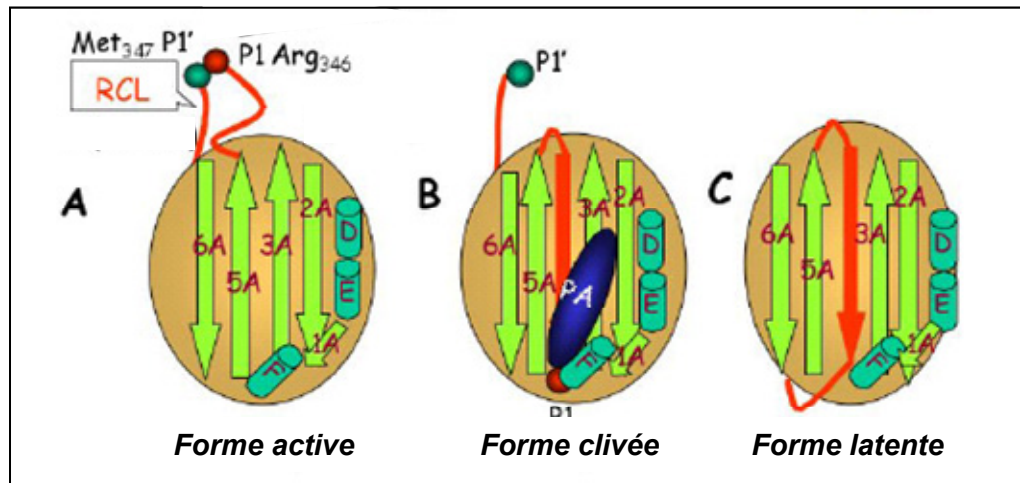 Met347 P1' P1 Arg346
RCL
A
6A
5A
3A
2A
D
E
1A
F
Forme active
P1'
B
6A
5A
3A
2A
D
E
PA
1A
F
P1
Forme clivée
C
6A
5A
3A
2A
D
E
1A
F
Forme latente